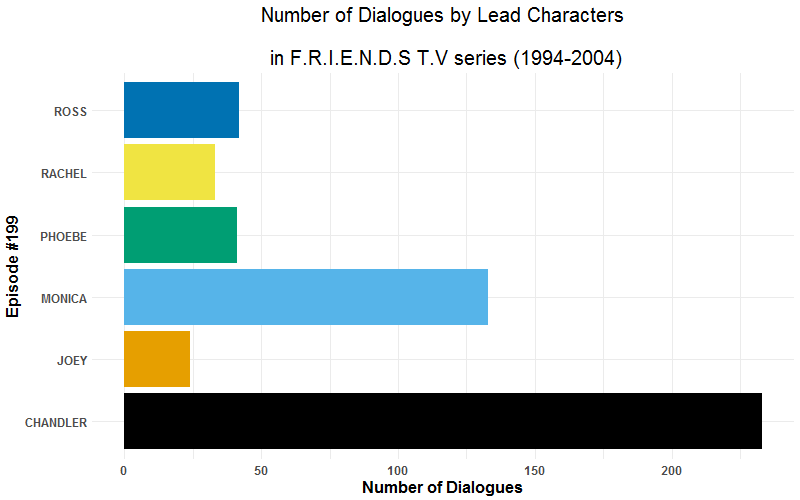 Number of Dialogues by Lead Characters
in F.R.I.E.N.D.S T.V series (1994-2004)
Episode #199
ROSS
RACHEL
PHOEBE
MONICA
JOEY
CHANDLER
0 50 100 150 200
Number of Dialogues